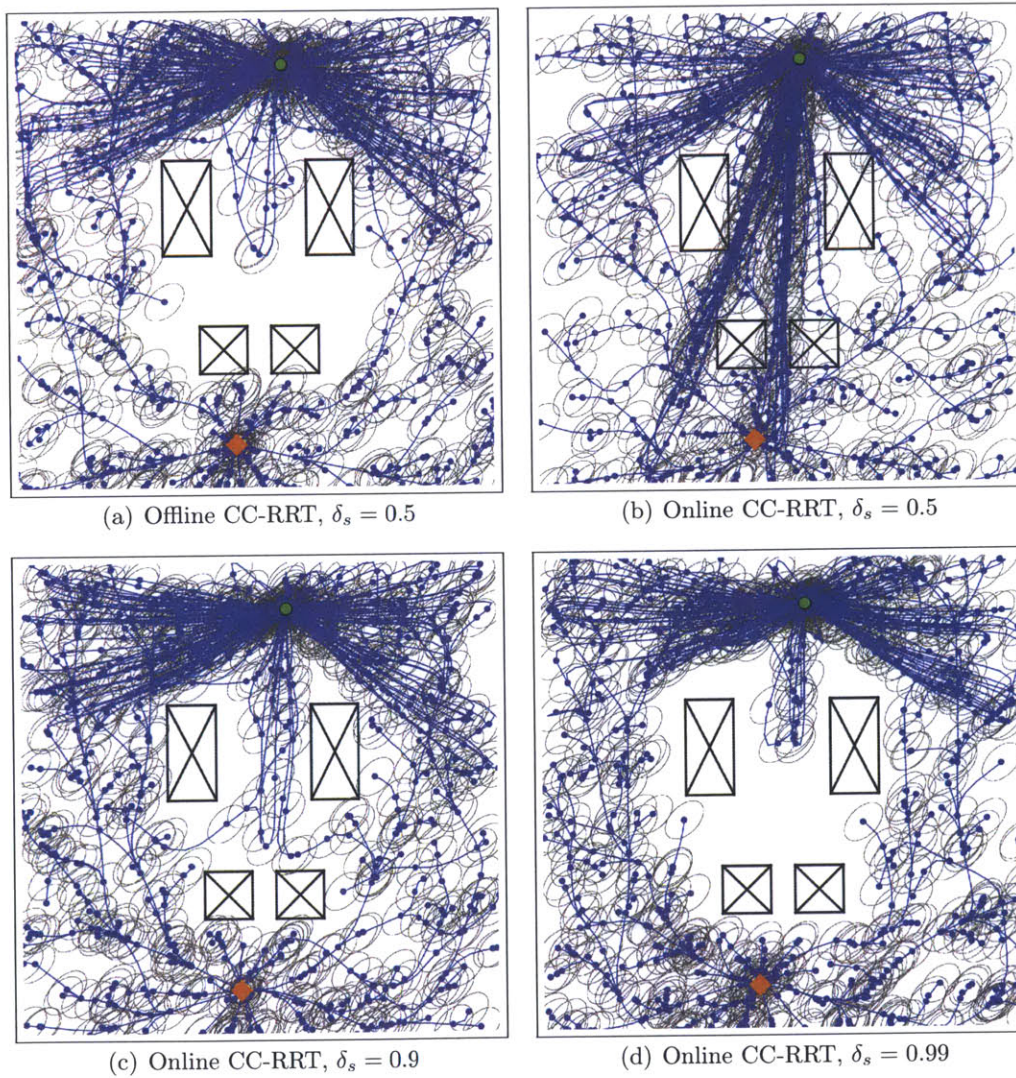 (a) Offline CC-RRT, δₛ = 0.5
(b) Online CC-RRT, δₛ = 0.5
(c) Online CC-RRT, δₛ = 0.9
(d) Online CC-RRT, δₛ = 0.99